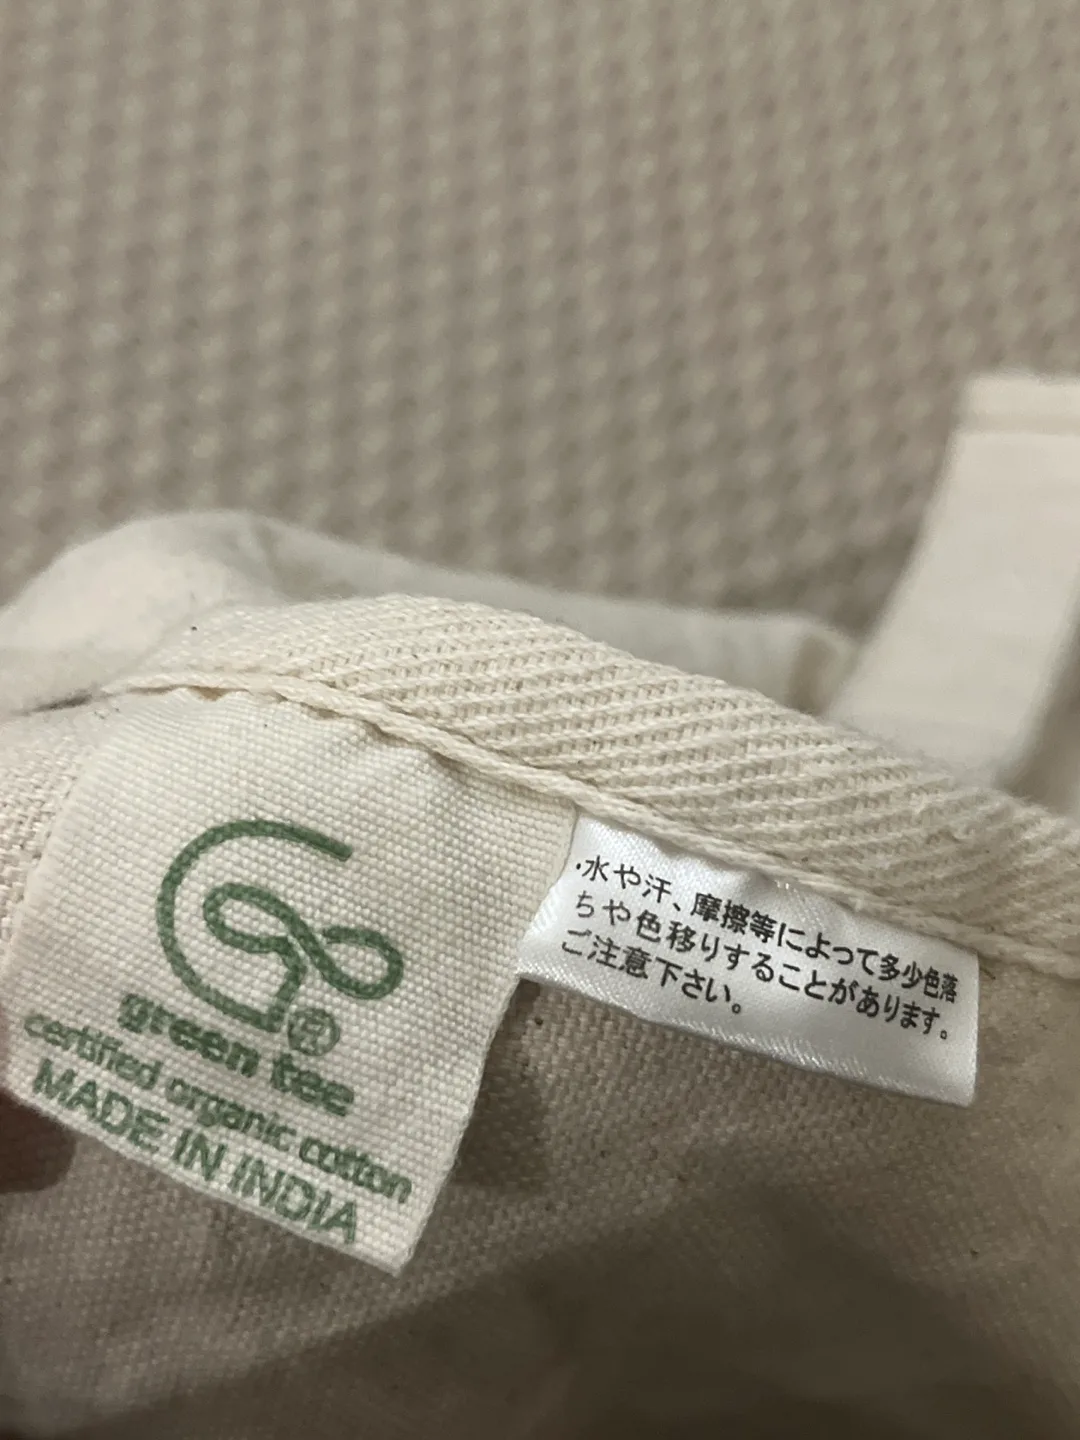 green tee
certified organic cotton
MADE IN INDIA
・水や汗、摩擦等によって多少色落
ちや色移りすることがあります。
ご注意下さい。